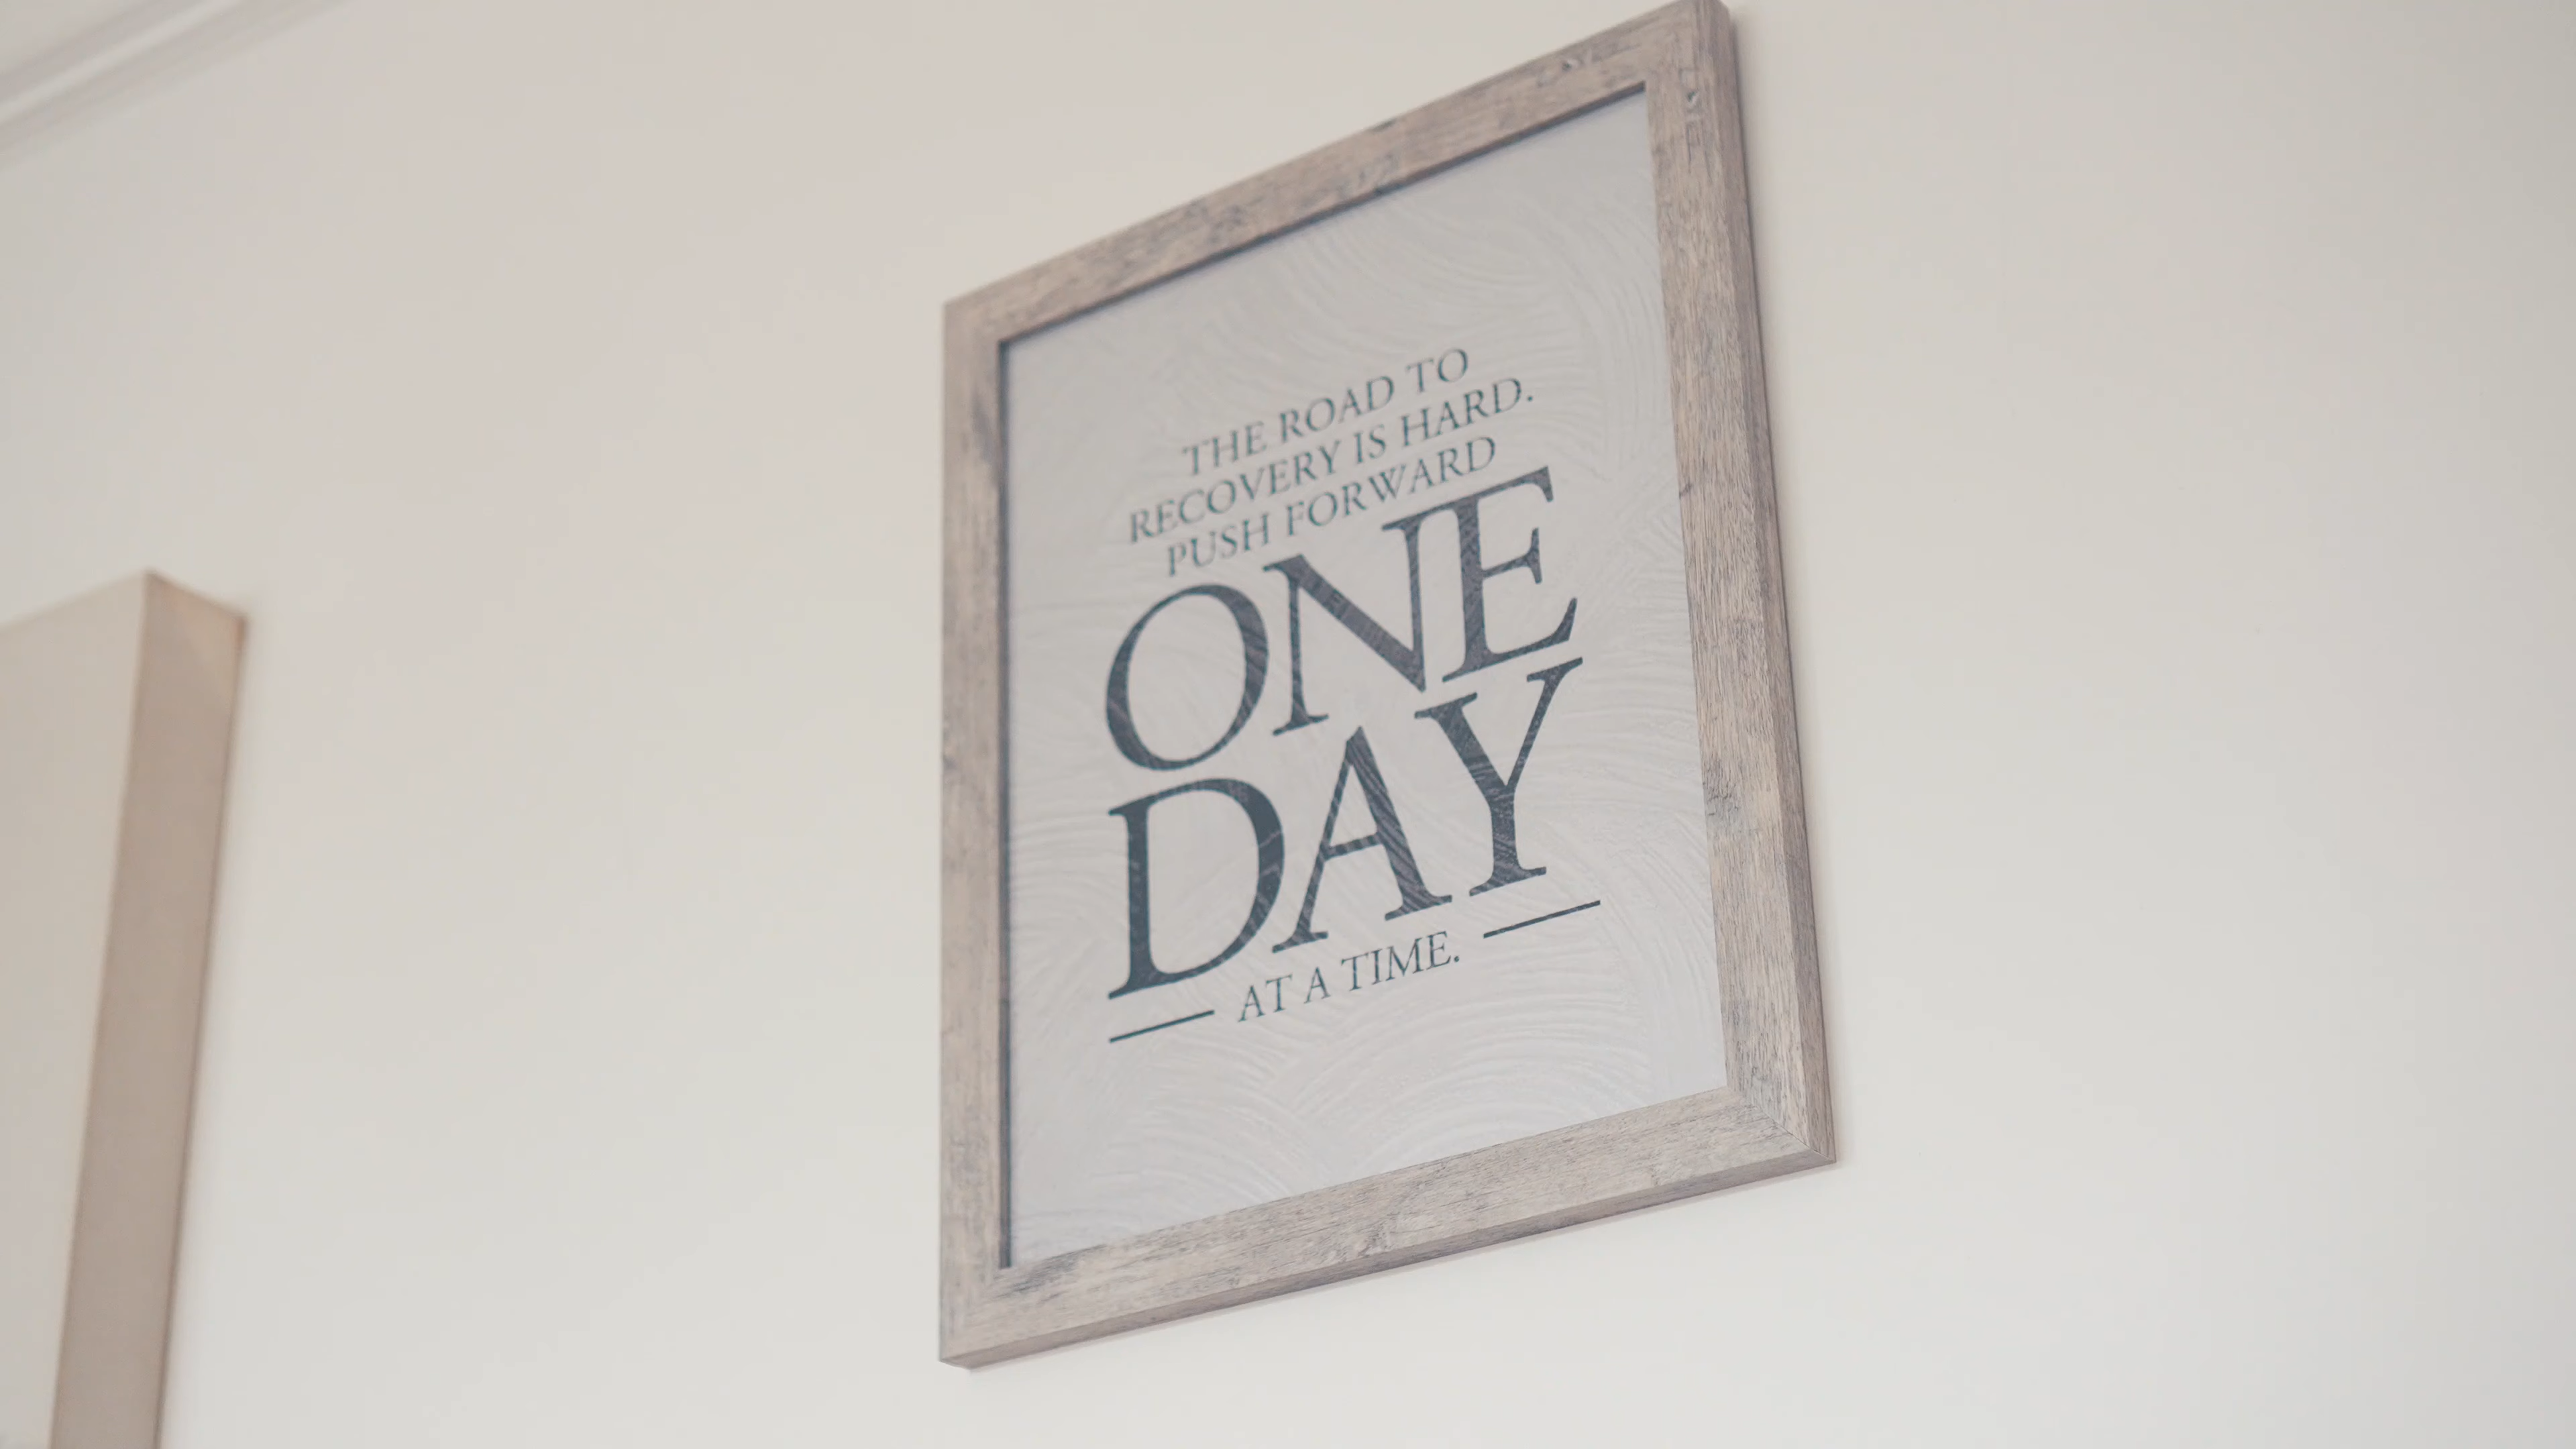 THE ROAD TO
RECOVERY IS HARD.
PUSH FORWARD
ONE
DAY
AT A TIME.